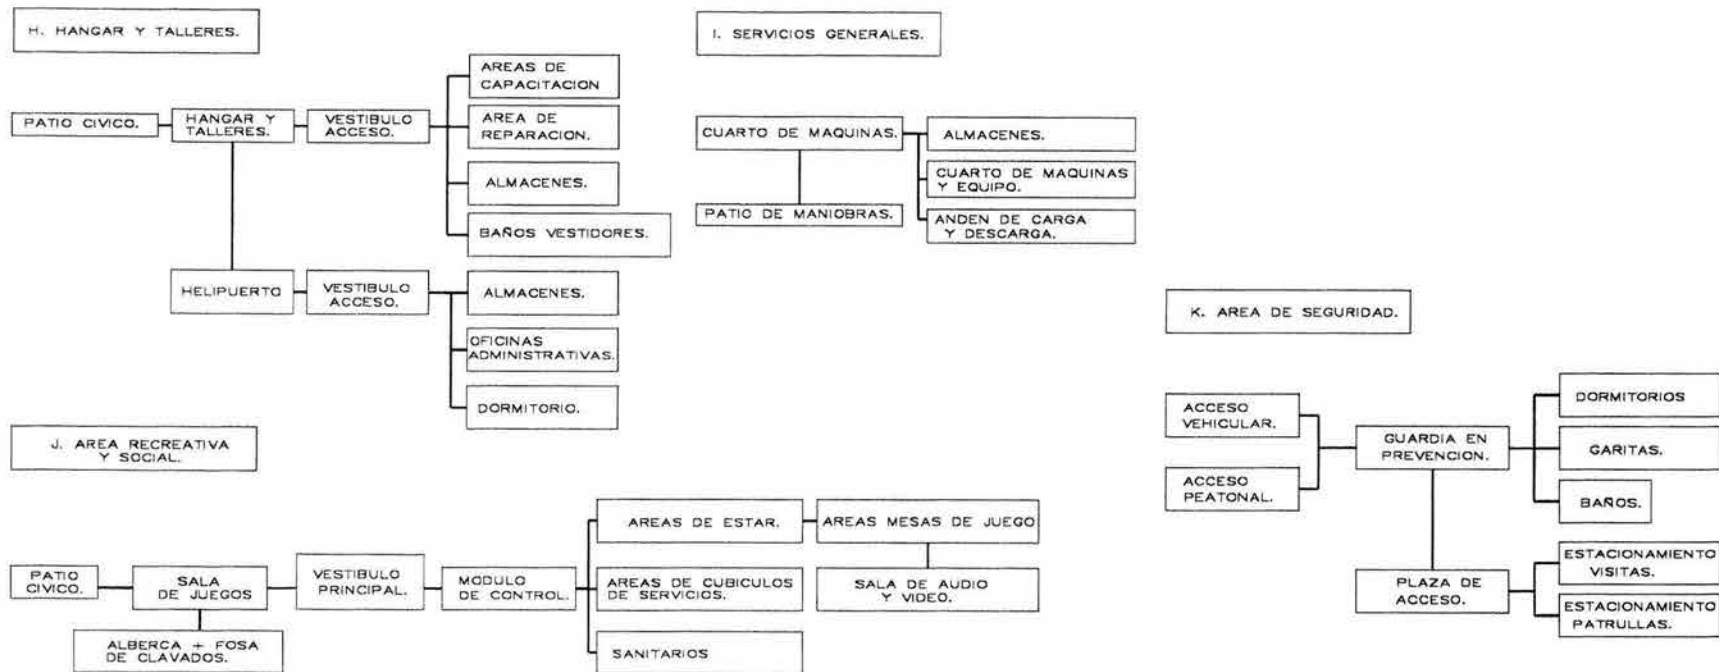 H. HANGAR Y TALLERES.
PATIO CIVICO.
HANGAR Y
TALLERES.
VESTIBULO
ACCESO.
AREAS DE
CAPACITACION
AREA DE
REPARACION.
ALMACENES.
BAÑOS VESTIDORES.
HELIPUERTO
VESTIBULO
ACCESO.
ALMACENES.
OFICINAS
ADMINISTRATIVAS.
DORMITORIO.
I. SERVICIOS GENERALES.
CUARTO DE MAQUINAS.
PATIO DE MANIOBRAS.
ALMACENES.
CUARTO DE MAQUINAS
Y EQUIPO.
ANDEN DE CARGA
Y DESCARGA.
J. AREA RECREATIVA
Y SOCIAL.
PATIO
CIVICO.
SALA
DE JUEGOS
ALBERCA + FOSA
DE CLAVADOS.
VESTIBULO
PRINCIPAL.
MODULO
DE CONTROL.
AREAS DE ESTAR.
AREAS MESAS DE JUEGO
SALA DE AUDIO
Y VIDEO.
AREAS DE CUBICULOS
DE SERVICIOS.
SANITARIOS
K. AREA DE SEGURIDAD.
ACCESO
VEHICULAR.
ACCESO
PEATONAL.
GUARDIA EN
PREVENCION.
DORMITORIOS
GARITAS.
BAÑOS.
PLAZA DE
ACCESO.
ESTACIONAMIENTO
VISITAS.
ESTACIONAMIENTO
PATRULLAS.